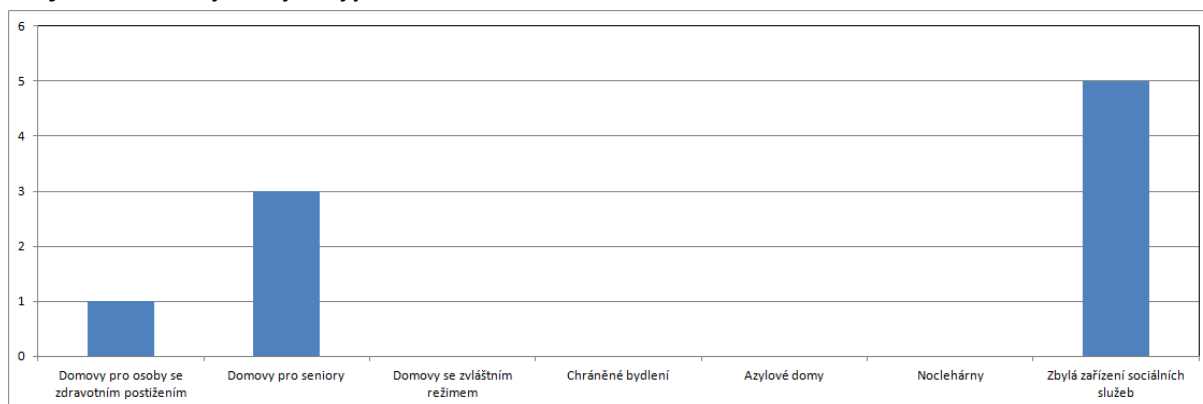 6
5
4
3
2
1
0
Domovy pro osoby se
zdravotním postižením
Domovy pro seniory
Domovy se zvláštním
režimem
Chráněné bydlení
Azylové domy
Noclehárny
Zbylá zařízení sociálních
služeb